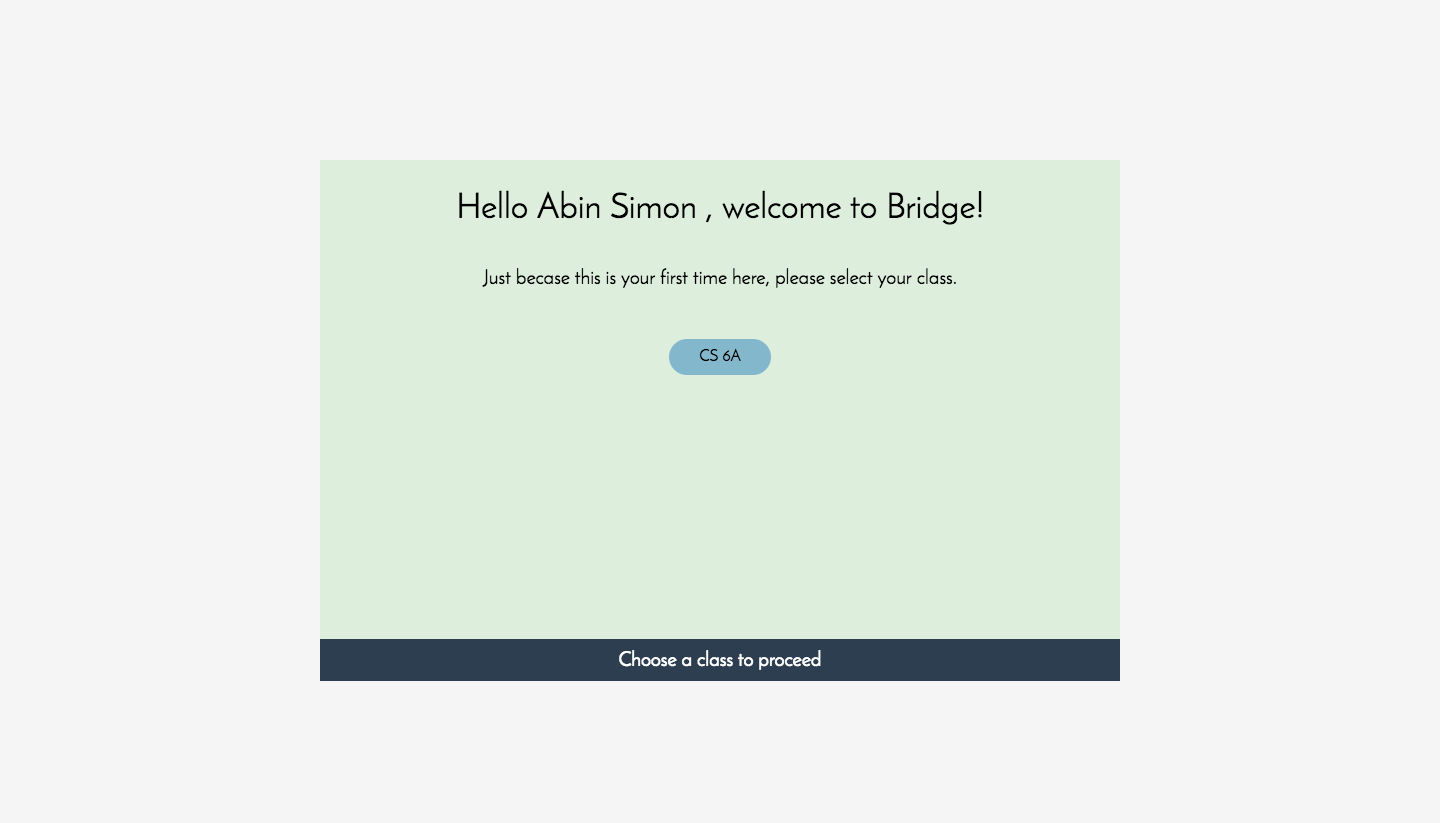 Hello Abin Simon , welcome to Bridge!
Just becase this is your first time here, please select your class.
CS 6A
Choose a class to proceed